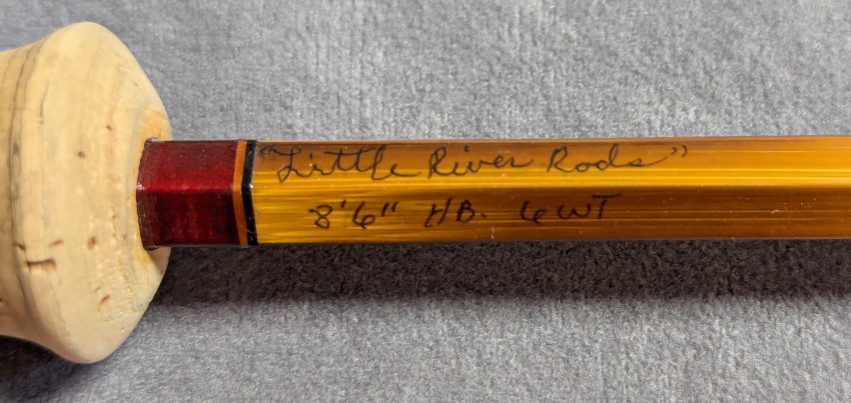 "Little River Rods"
8'6" HB. 6WT